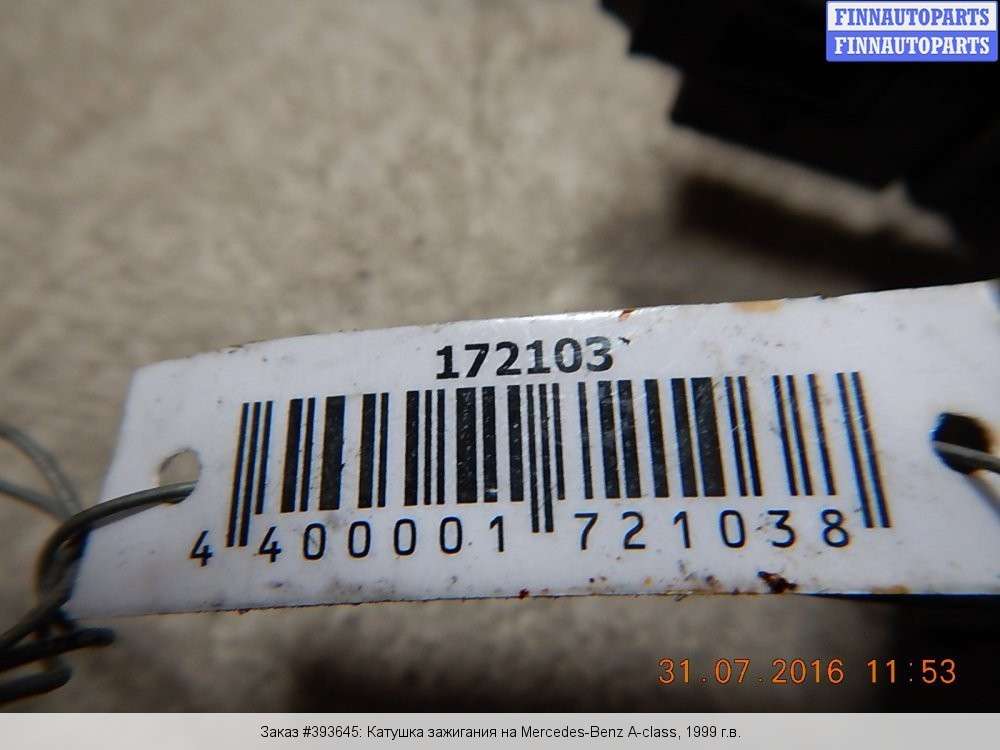 FINNAUTOPARTS
FINNAUTOPARTS
172103
4 400001 721038
31.07.2016 11:53
Заказ #393645: Катушка зажигания на Mercedes-Benz A-class, 1999 г.в.